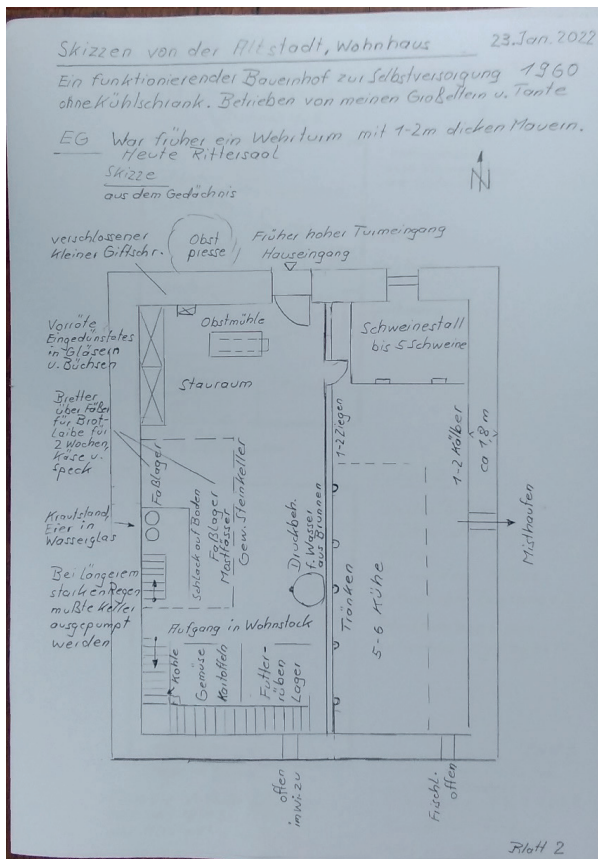 Skizzen von der Altstadt, Wohnhaus 23. Jan. 2022
Ein funktionierender Bauernhof zur Selbstversorgung 1960
ohne Kühlschrank. Betrieben von meinen Großeltern u. Tante
EG War früher ein Wehrturm mit 1-2m dicken Mauern.
Heute Rittersaal
Skizze
aus dem Gedächnis
N
verschlossener
kleiner Giftschr.
Obst
presse
Früher hoher Turmeingang
Hauseingang
Vorräte
Eingedünstetes
in Gläsern
u. Büchsen
Obstmühle
Stauraum
Schweinestall
bis 5 Schweine
Bretter
über Fäßer
für Brot-
laibe für
2 Wochen,
Käse u.
Speck
Faßlager
Schlack auf Boden
Faßlager
Mostfässer
Gew. Steinkeller
1-2 Ziegen
1-2 Kälber
ca 1,8 m
Misthaufen
Krautstand,
Eier in
Wasserglas
Druckbeh.
f. Wasser
aus Brunnen
Tränken
5-6 Kühe
Bei längerem
starken Regen
mußte Keller
ausgepumpt
werden
Aufgang in Wohnstock
Kohle
Gemüse
Kartoffeln
Futter-
rüben
Lager
offen
im Wi. zu
Fischl.
offen
Blatt 2